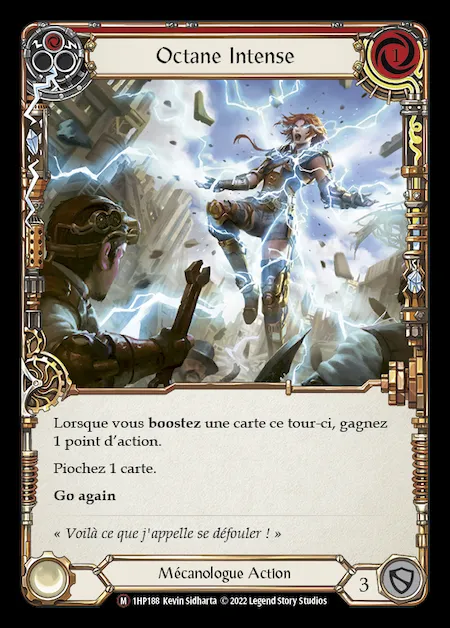 Octane Intense
1
Lorsque vous boostez une carte ce tour-ci, gagnez
1 point d'action.
Piochez 1 carte.
Go again
« Voilà ce que j'appelle se défouler ! »
Mécanologue Action
3
M 1HP188 Kevin Sidharta © 2022 Legend Story Studios